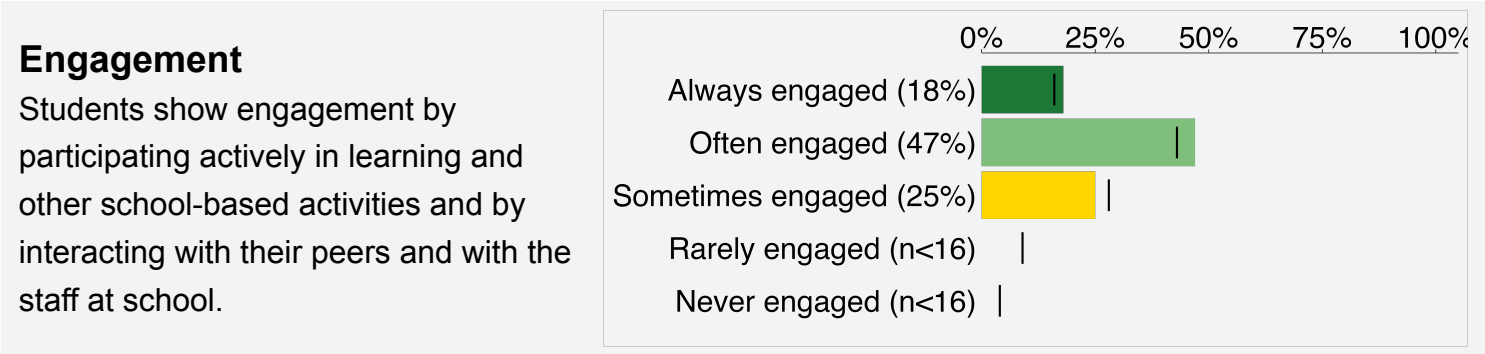 Engagement
Students show engagement by
participating actively in learning and
other school-based activities and by
interacting with their peers and with the
staff at school.
0% 25% 50% 75% 100%
Always engaged (18%)
Often engaged (47%)
Sometimes engaged (25%)
Rarely engaged (n<16)
Never engaged (n<16)